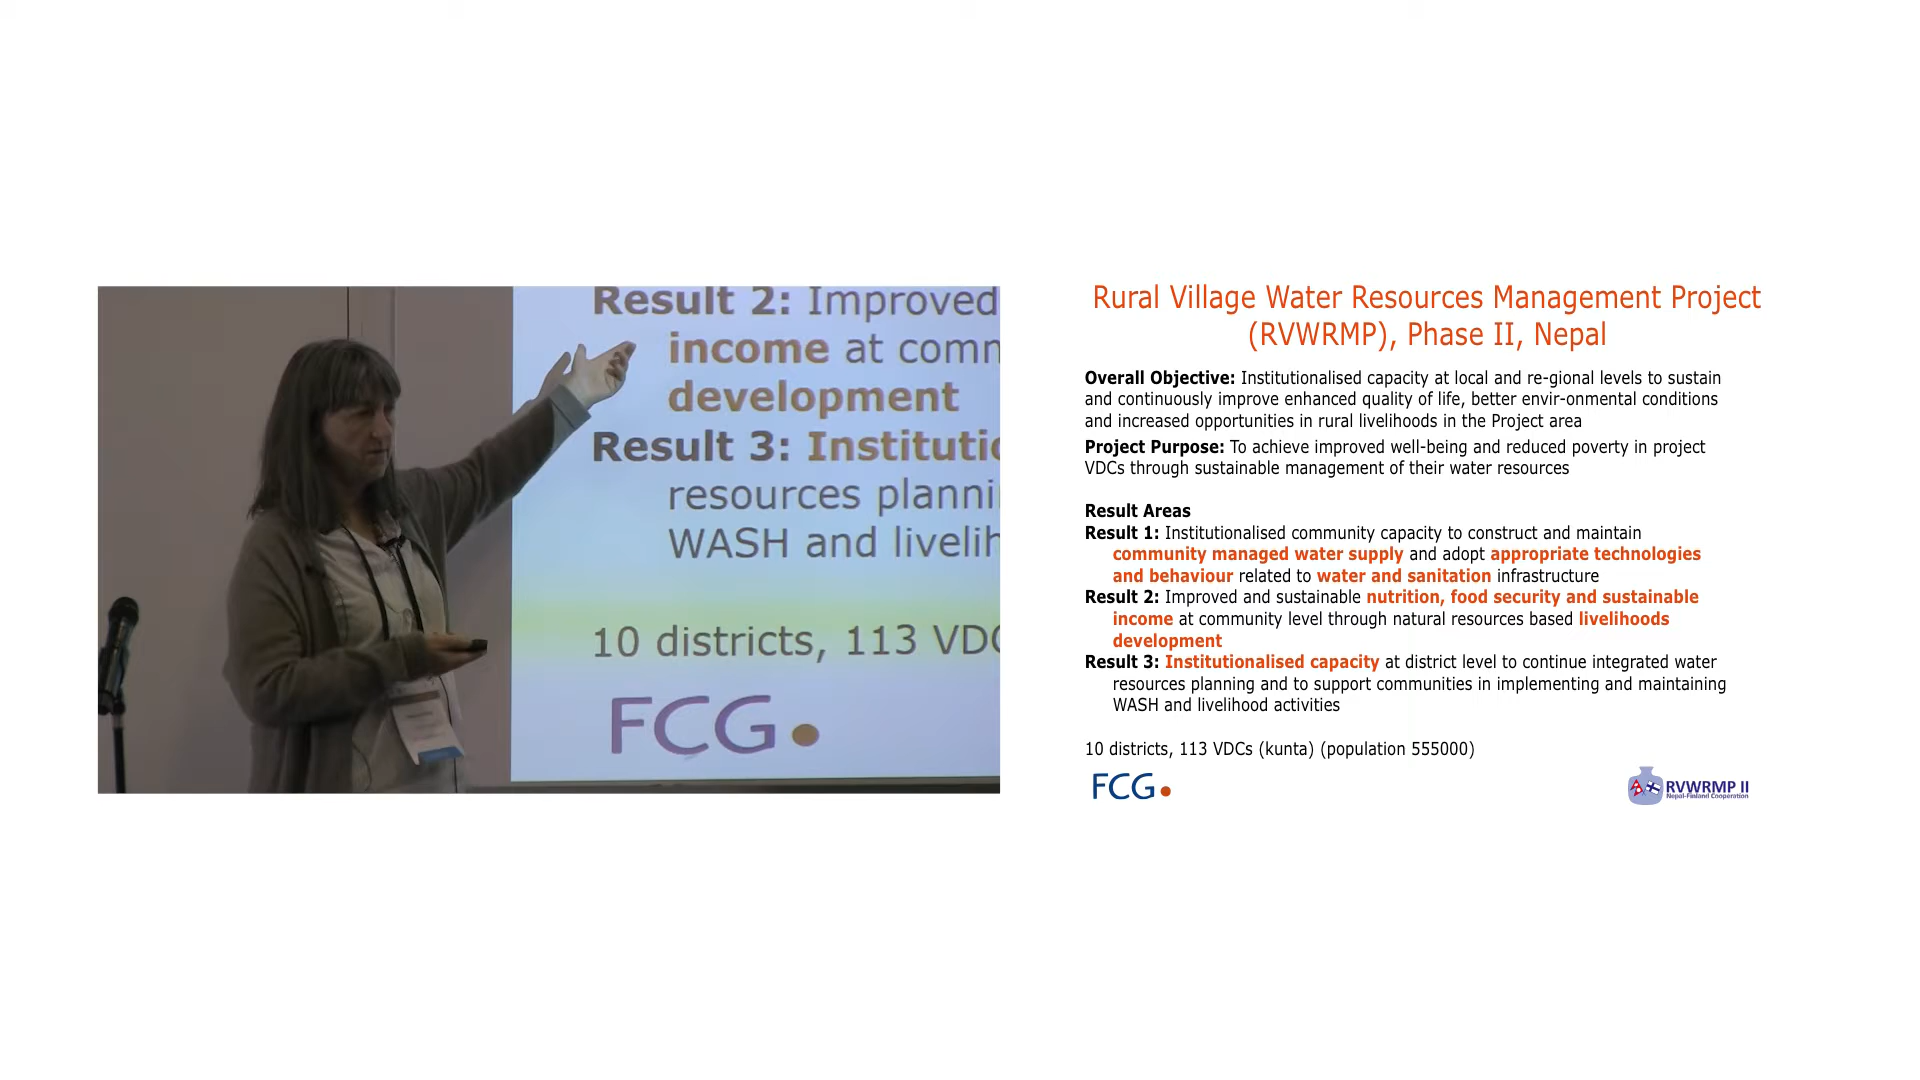 Result 2: Improved
income at comm
development
Result 3: Institutio
resources planni
WASH and livelih
10 districts, 113 VDC
FCG
Rural Village Water Resources Management Project
(RVWRMP), Phase II, Nepal
Overall Objective: Institutionalised capacity at local and re-gional levels to sustain
and continuously improve enhanced quality of life, better envir-onmental conditions
and increased opportunities in rural livelihoods in the Project area
Project Purpose: To achieve improved well-being and reduced poverty in project
VDCs through sustainable management of their water resources
Result Areas
Result 1: Institutionalised community capacity to construct and maintain
community managed water supply and adopt appropriate technologies
and behaviour related to water and sanitation infrastructure
Result 2: Improved and sustainable nutrition, food security and sustainable
income at community level through natural resources based livelihoods
development
Result 3: Institutionalised capacity at district level to continue integrated water
resources planning and to support communities in implementing and maintaining
WASH and livelihood activities
10 districts, 113 VDCs (kunta) (population 555000)
FCG
RVWRMP II
Nepal-Finland Cooperation